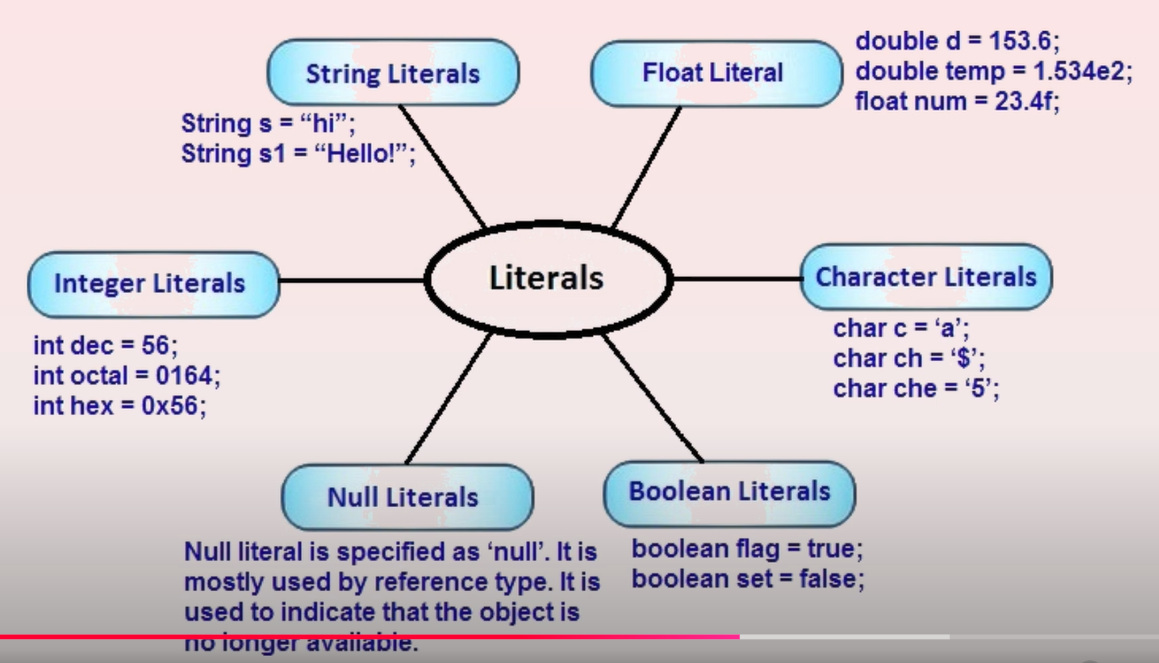 String Literals
String s = “hi”;
String s1 = “Hello!”;
Float Literal
double d = 153.6;
double temp = 1.534e2;
float num = 23.4f;
Integer Literals
int dec = 56;
int octal = 0164;
int hex = 0x56;
Literals
Character Literals
char c = ‘a’;
char ch = ‘$’;
char che = ‘5’;
Null Literals
Null literal is specified as ‘null’. It is
mostly used by reference type. It is
used to indicate that the object is
no longer available.
Boolean Literals
boolean flag = true;
boolean set = false;